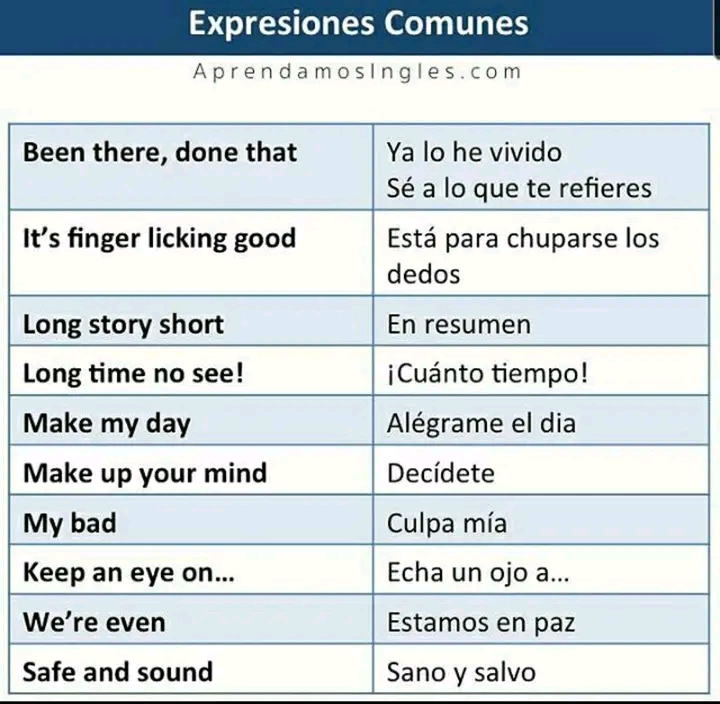 Expresiones Comunes
AprendamosIngles.com
Been there, done that
Ya lo he vivido
Sé a lo que te refieres
It's finger licking good
Está para chuparse los
dedos
Long story short
En resumen
Long time no see!
¡Cuánto tiempo!
Make my day
Alégrame el dia
Make up your mind
Decídete
My bad
Culpa mía
Keep an eye on...
Echa un ojo a...
We're even
Estamos en paz
Safe and sound
Sano y salvo